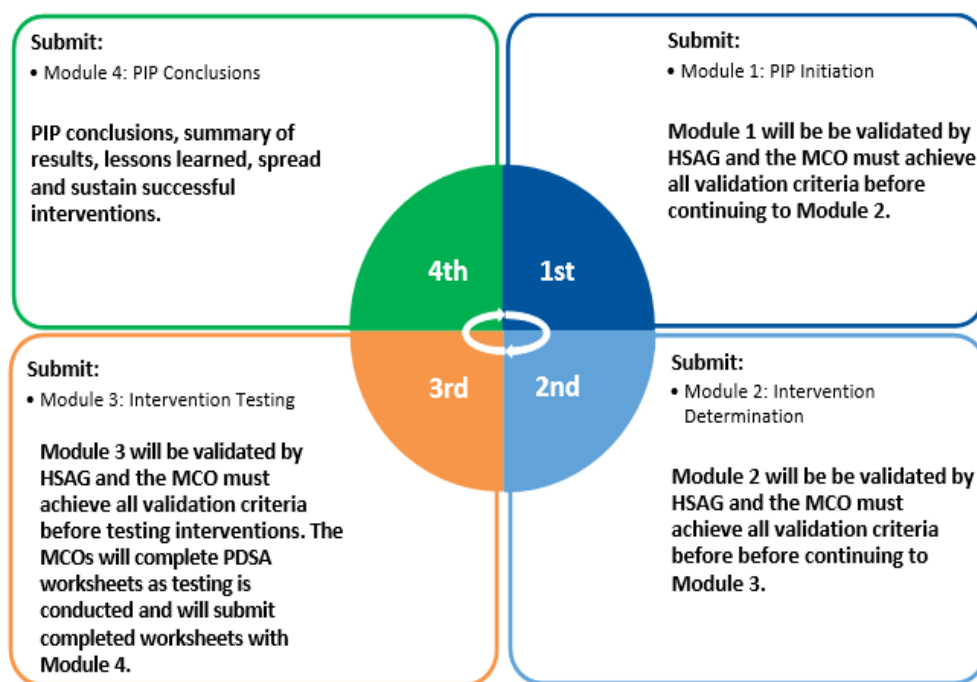 Submit:
• Module 4: PIP Conclusions
PIP conclusions, summary of
results, lessons learned, spread
and sustain successful
interventions.
Submit:
• Module 1: PIP Initiation
Module 1 will be be validated by
HSAG and the MCO must achieve
all validation criteria before
continuing to Module 2.
4th
1st
3rd
2nd
Submit:
• Module 3: Intervention Testing
Module 3 will be validated by
HSAG and the MCO must
achieve all validation criteria
before testing interventions. The
MCOs will complete PDSA
worksheets as testing is
conducted and will submit
completed worksheets with
Module 4.
Submit:
• Module 2: Intervention
Determination
Module 2 will be be validated by
HSAG and the MCO must
achieve all validation criteria
before before continuing to
Module 3.